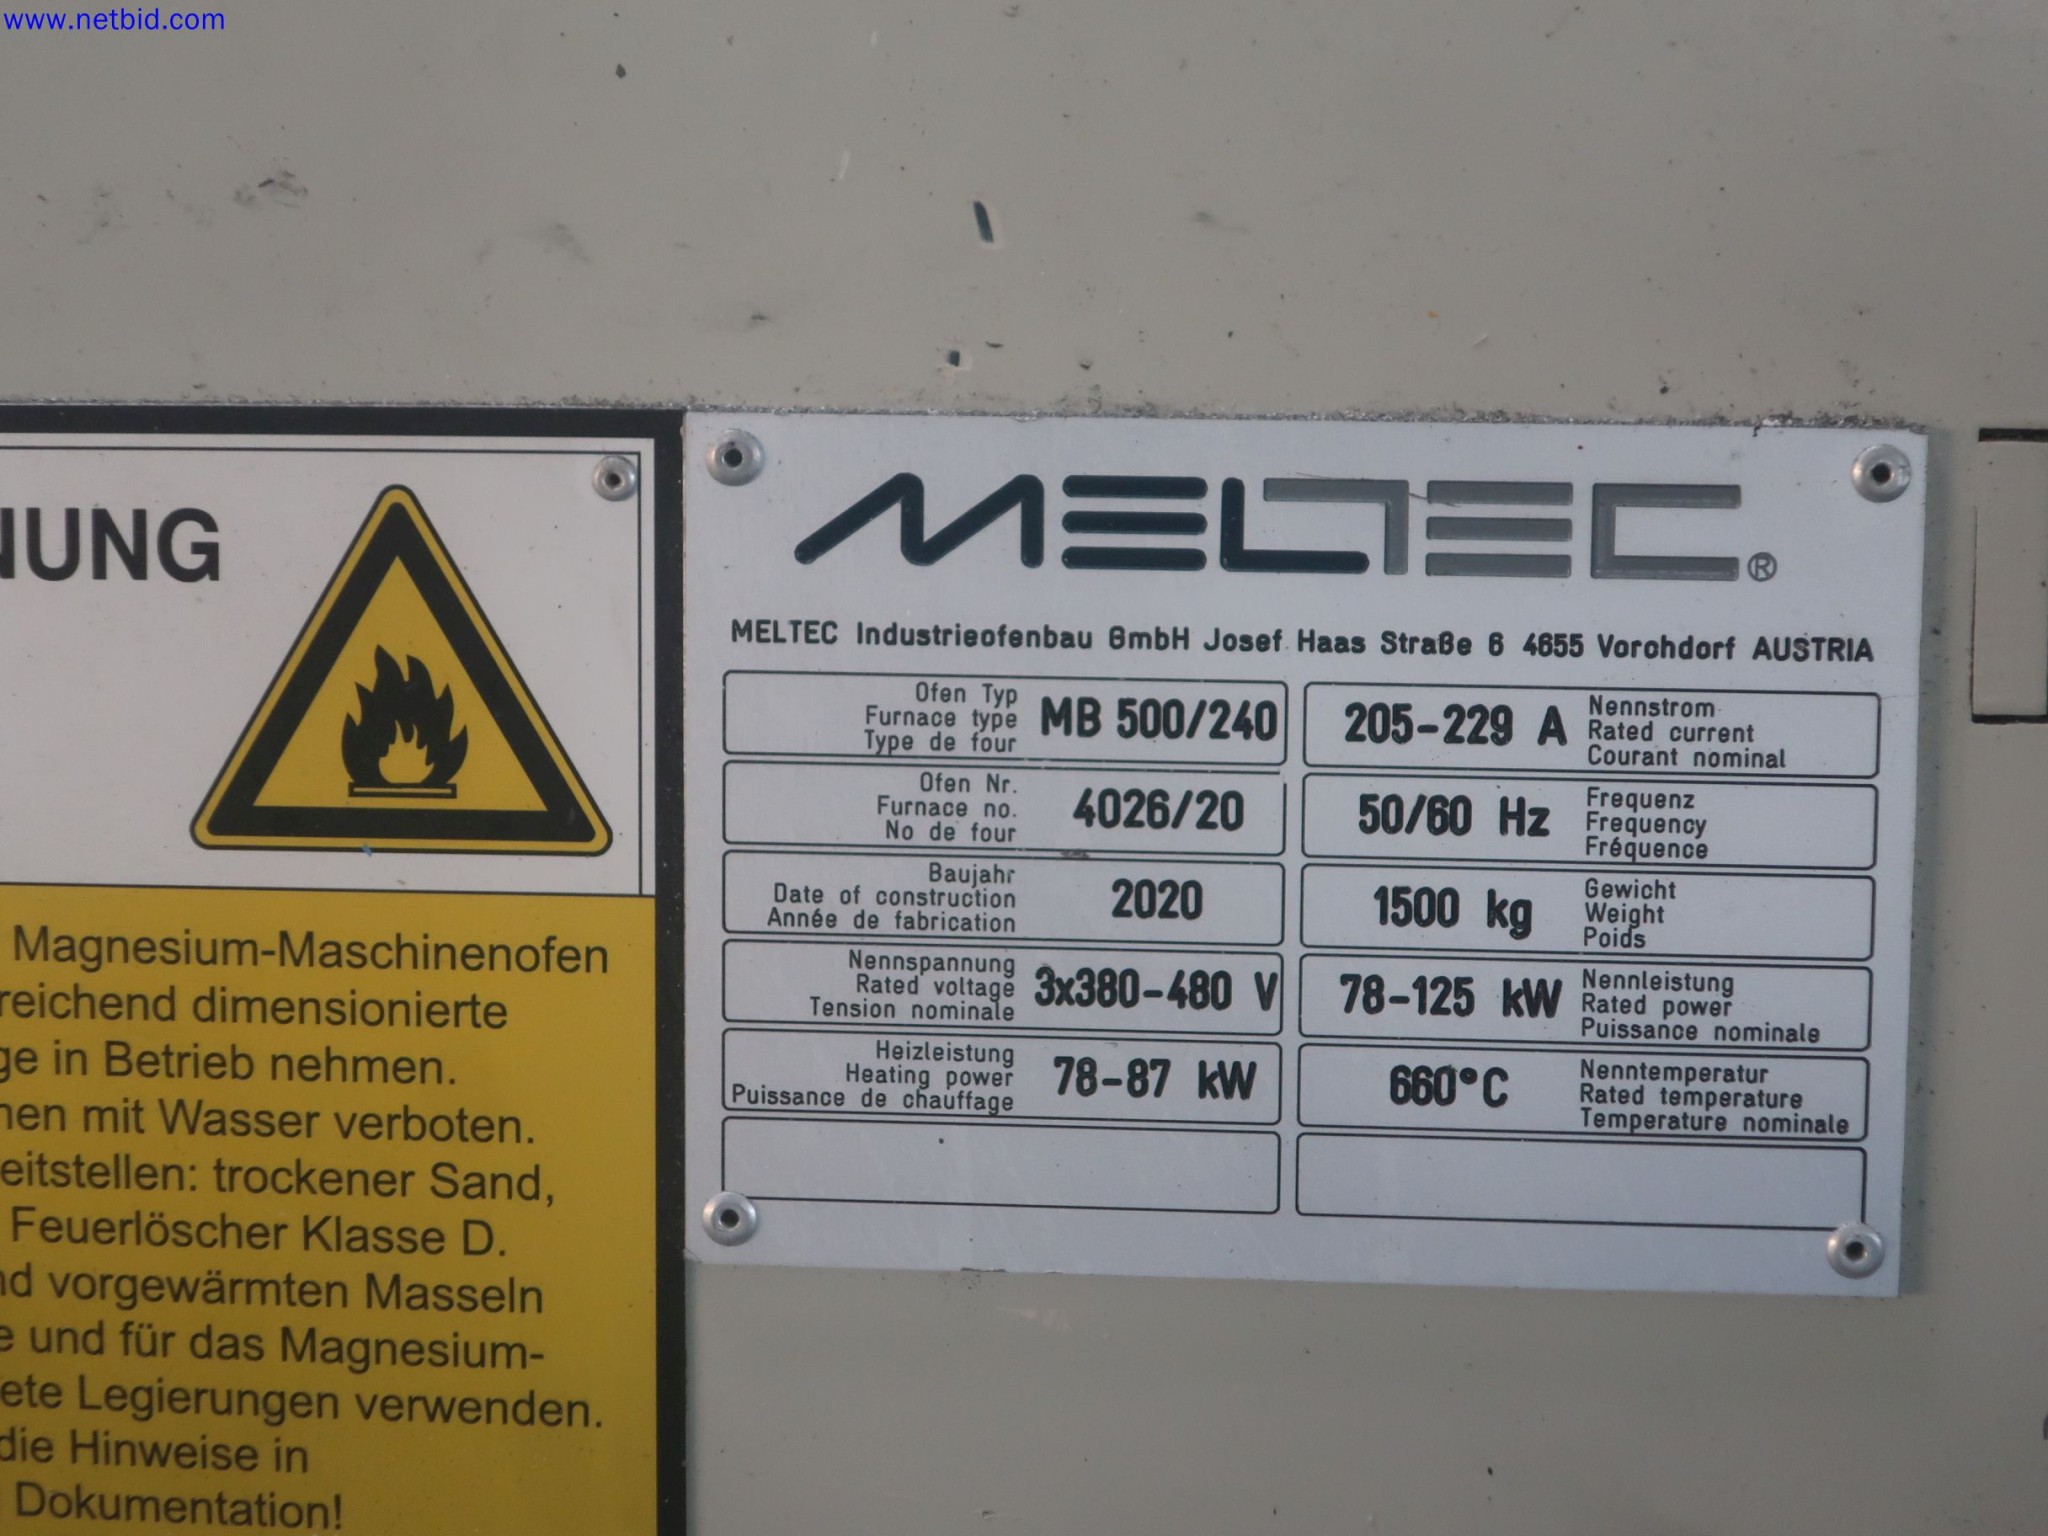 www.netbid.com
NUNG
Magnesium-Maschinenofen
reichend dimensionierte
ge in Betrieb nehmen.
hen mit Wasser verboten.
eitstellen: trockener Sand,
Feuerlöscher Klasse D.
nd vorgewärmten Masseln
e und für das Magnesium-
ete Legierungen verwenden.
die Hinweise in
Dokumentation!
MELTEC®
MELTEC Industrieofenbau GmbH Josef Haas Straße 6 4655 Vorchdorf AUSTRIA
Ofen Typ
Furnace type
Type de four
MB 500/240
Ofen Nr.
Furnace no.
No de four
4026/20
Baujahr
Date of construction
Année de fabrication
2020
Nennspannung
Rated voltage
Tension nominale
3x380-480 V
Heizleistung
Heating power
Puissance de chauffage
78-87 kW
205-229 A
Nennstrom
Rated current
Courant nominal
50/60 Hz
Frequenz
Frequency
Fréquence
1500 kg
Gewicht
Weight
Poids
78-125 kW
Nennleistung
Rated power
Puissance nominale
660°C
Nenntemperatur
Rated temperature
Temperature nominale